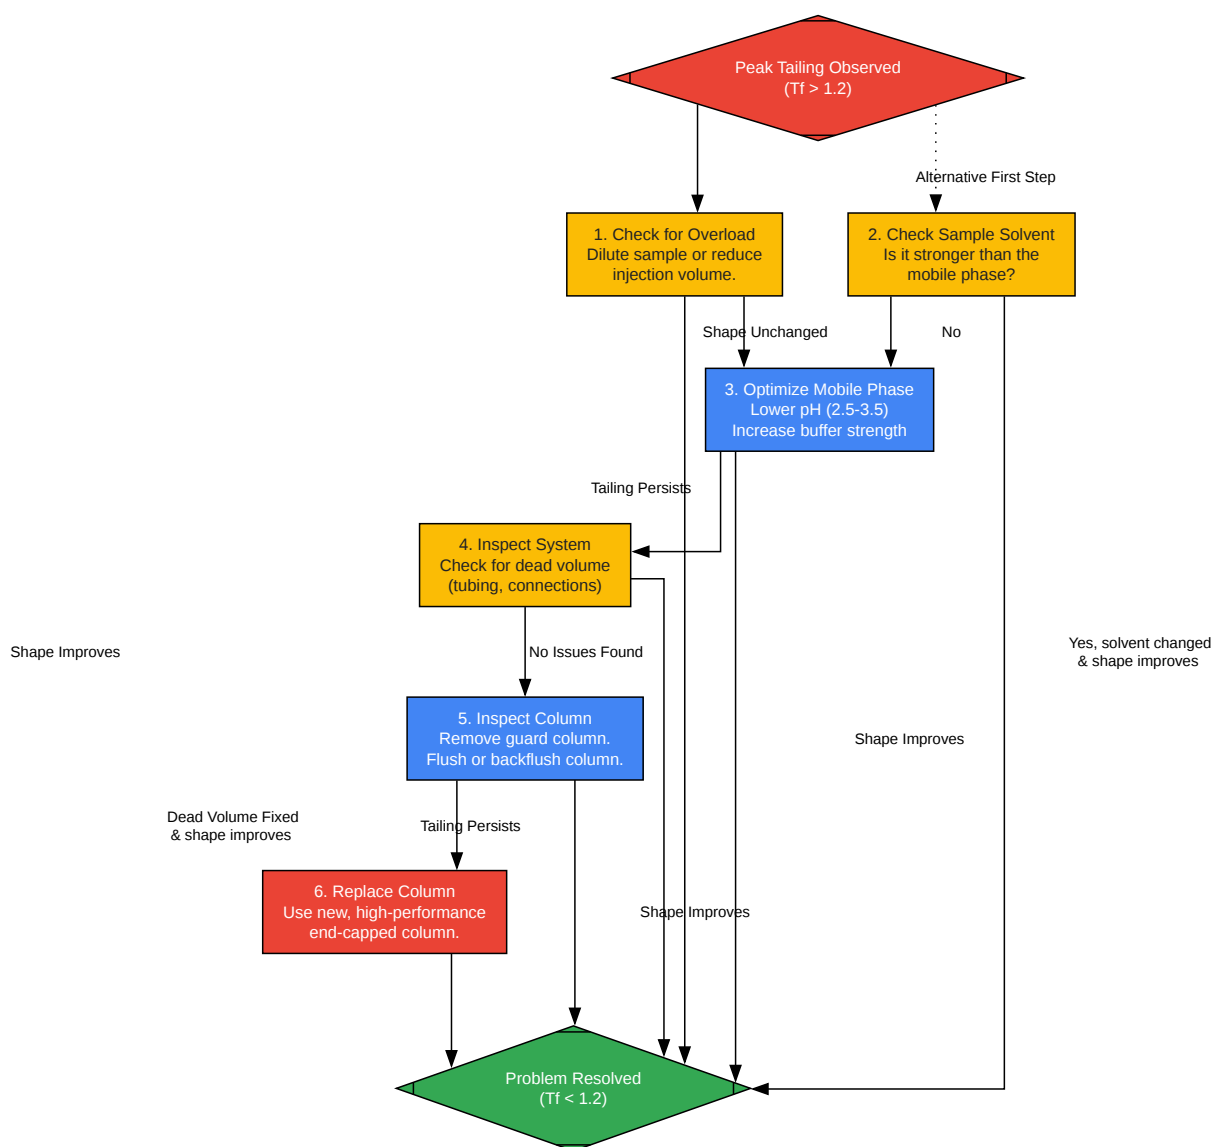 Peak Tailing Observed
(Tf > 1.2)
Alternative First Step
1. Check for Overload
Dilute sample or reduce
injection volume.
2. Check Sample Solvent
Is it stronger than the
mobile phase?
Shape Unchanged
No
3. Optimize Mobile Phase
Lower pH (2.5-3.5)
Increase buffer strength
Tailing Persists
4. Inspect System
Check for dead volume
(tubing, connections)
Shape Improves
No Issues Found
Yes, solvent changed
& shape improves
5. Inspect Column
Remove guard column.
Flush or backflush column.
Shape Improves
Dead Volume Fixed
& shape improves
Tailing Persists
6. Replace Column
Use new, high-performance
end-capped column.
Shape Improves
Problem Resolved
(Tf < 1.2)